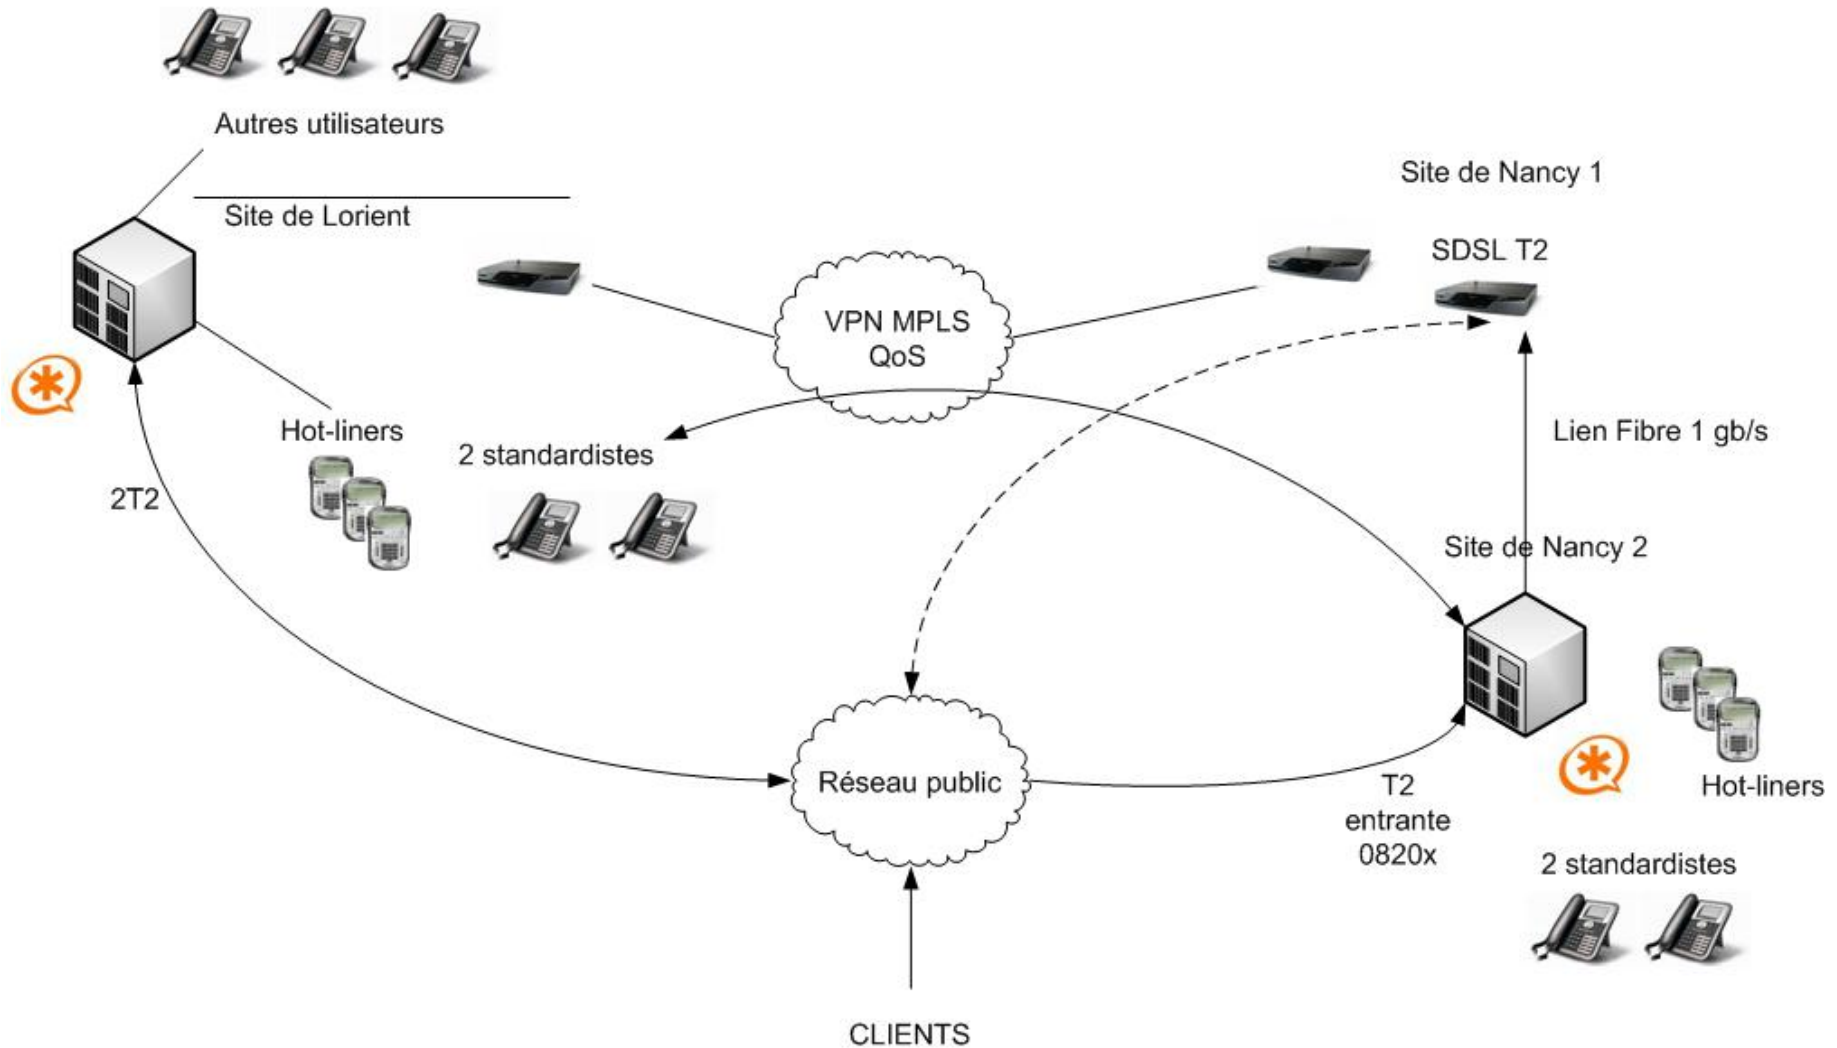 Autres utilisateurs
Site de Lorient
Site de Nancy 1
SDSL T2
VPN MPLS
QoS
Hot-liners
2 standardistes
Lien Fibre 1 gb/s
2T2
Site de Nancy 2
Réseau public
T2
entrante
0820x
Hot-liners
2 standardistes
CLIENTS